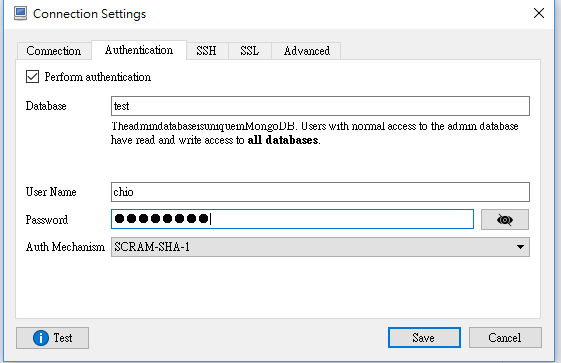 Connection Settings
Connection Authentication SSH SSL Advanced
Perform authentication
Database test
TheadmindatabaseisuniqueinMongoDB. Users with normal access to the admin database
have read and write access to all databases.
User Name chio
Password ●●●●●●●●
Auth Mechanism SCRAM-SHA-1
Test Save Cancel